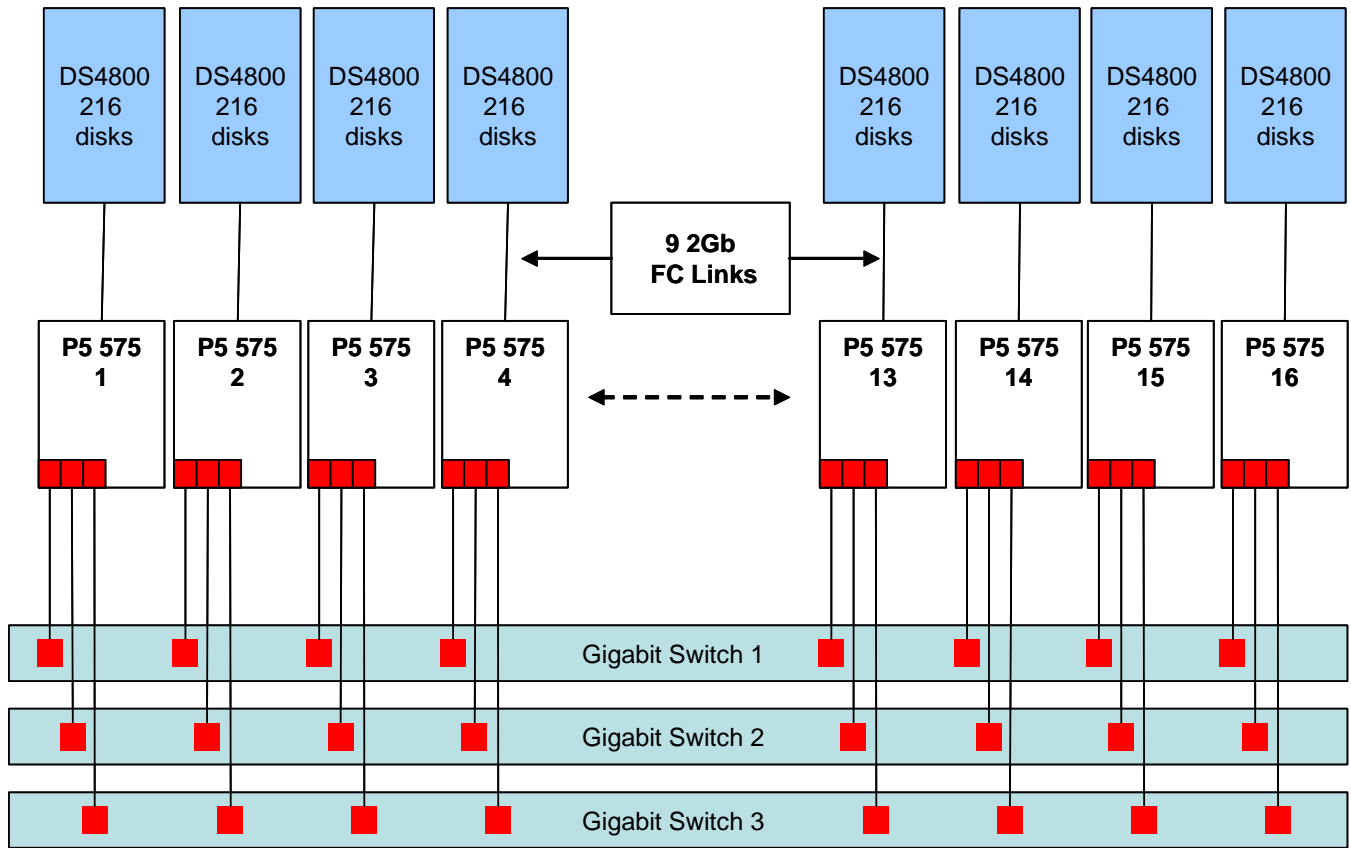 DS4800
216
disks
DS4800
216
disks
DS4800
216
disks
DS4800
216
disks
DS4800
216
disks
DS4800
216
disks
DS4800
216
disks
DS4800
216
disks
9 2Gb
FC Links
P5 575
1
P5 575
2
P5 575
3
P5 575
4
P5 575
13
P5 575
14
P5 575
15
P5 575
16
Gigabit Switch 1
Gigabit Switch 2
Gigabit Switch 3